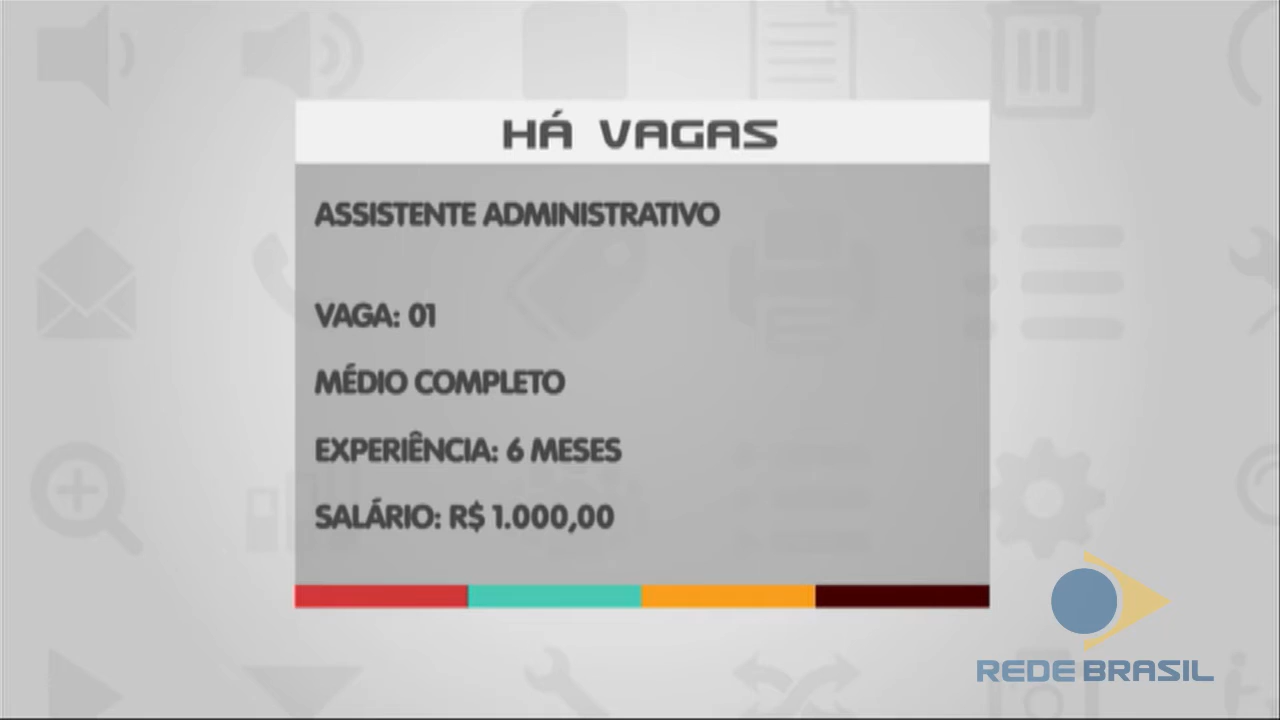 HÁ VAGAS
ASSISTENTE ADMINISTRATIVO
VAGA: 01
MÉDIO COMPLETO
EXPERIÊNCIA: 6 MESES
SALÁRIO: R$ 1.000,00
REDE BRASIL